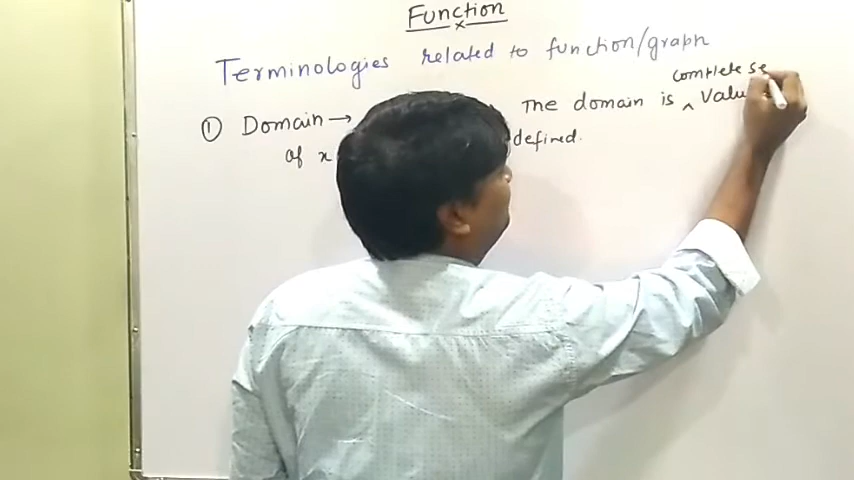 Function
Terminologies related to function/graph
complete se
① Domain → The domain is ^ Valu
of x defined.